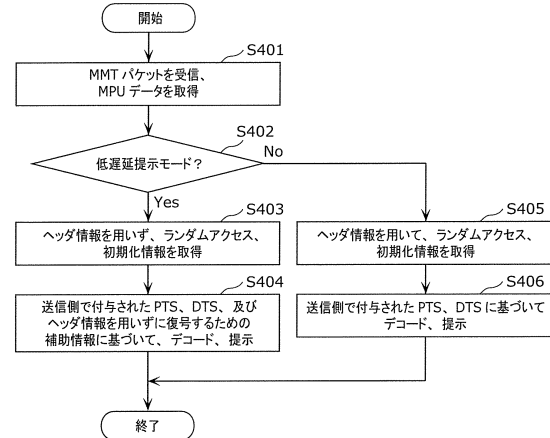 開始
S401
MMT パケットを受信、
MPU データを取得
S402
低遅延提示モード?
No
Yes
S403
ヘッダ情報を用いず、ランダムアクセス、
初期化情報を取得
S405
ヘッダ情報を用いて、ランダムアクセス、
初期化情報を取得
S404
送信側で付与された PTS、DTS、及び
ヘッダ情報を用いずに復号するための
補助情報に基づいて、デコード、提示
S406
送信側で付与された PTS、DTS に基づいて
デコード、提示
終了